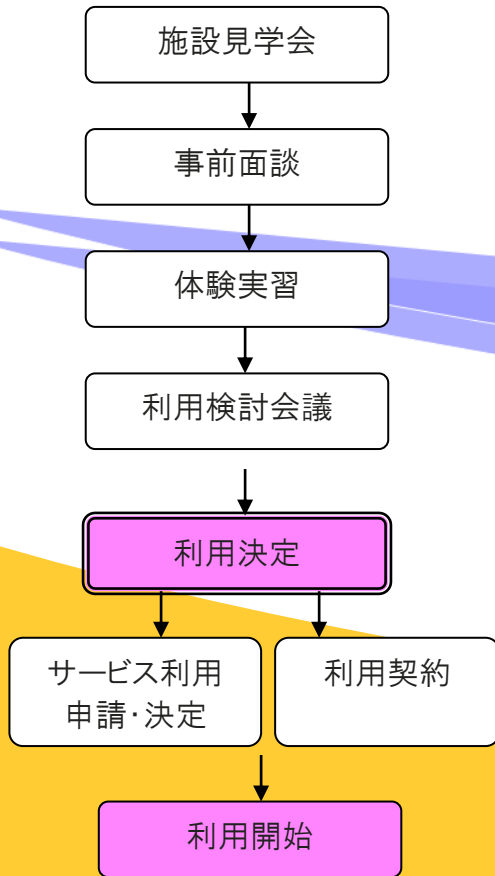 施設見学会
事前面談
体験実習
利用検討会議
利用決定
サービス利用
申請･決定
利用契約
利用開始